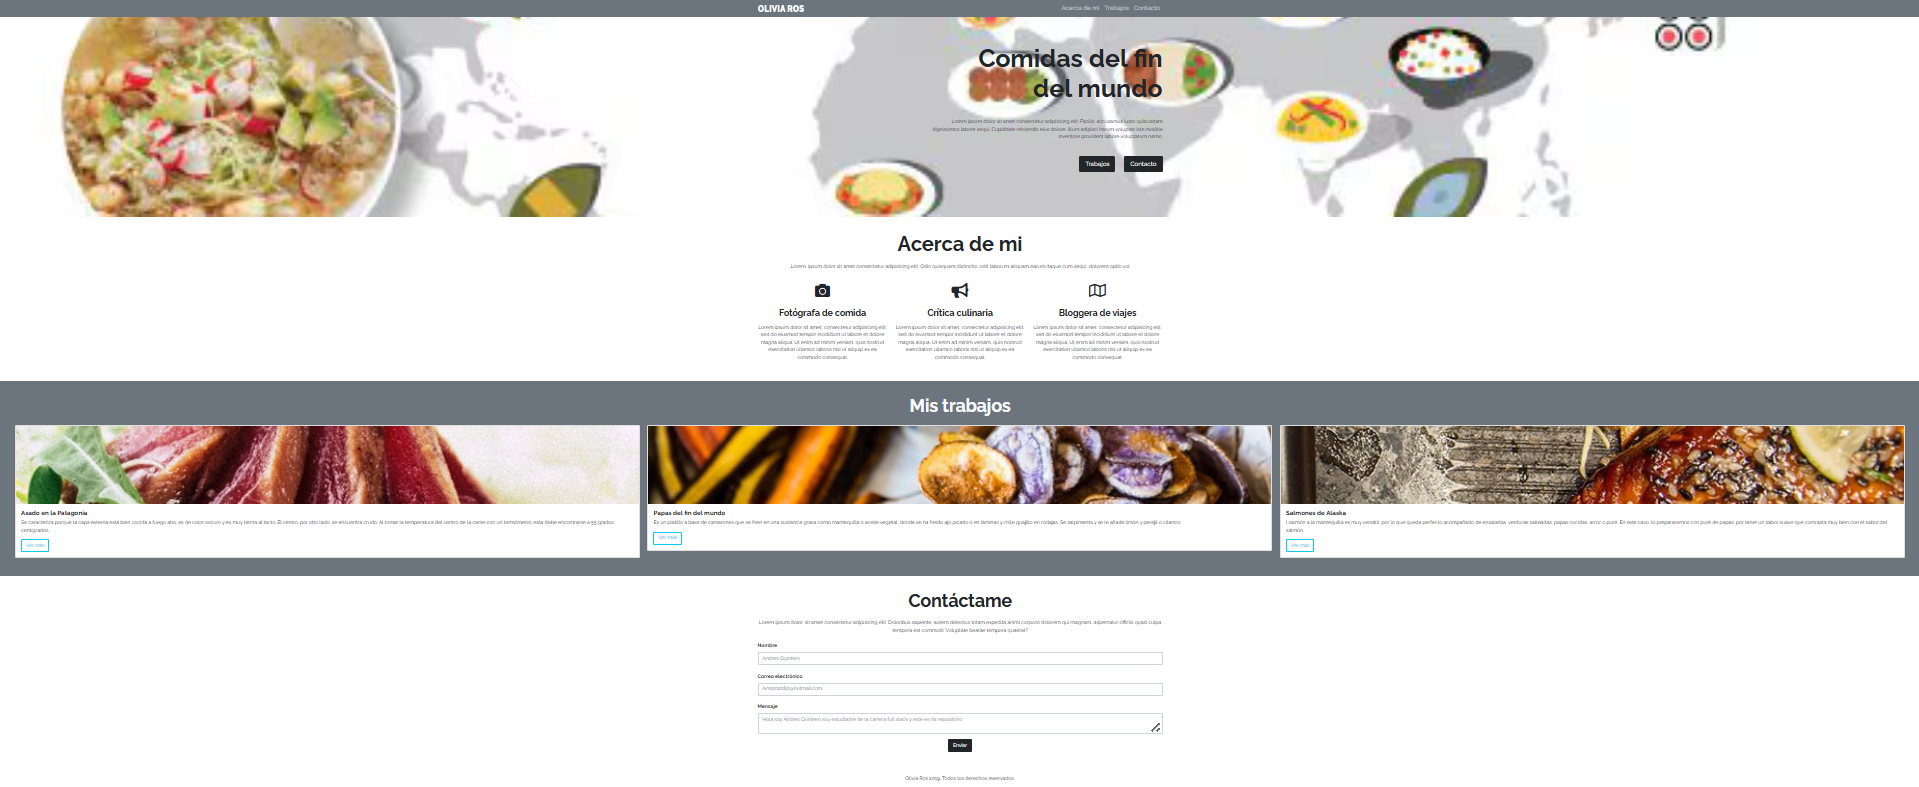 OLIVIA ROS
Acerca de mi Trabajos Contacto
Comidas del fin
del mundo
Lorem ipsum dolor sit amet consectetur adipisicing elit. Facilis, accusamus iusto quibusdam
dignissimos labore sequi. Cupiditate reiciendis eius dolore, illum adipisci harum voluptas iste mollitia
inventore provident labore voluptatum nemo.
Trabajos Contacto
Acerca de mi
Lorem, ipsum dolor sit amet consectetur adipisicing elit. Odio quisquam distinctio, odit laborum aliquam earum itaque cum sequi, dolorem optio vol
Fotógrafa de comida
Lorem ipsum dolor sit amet, consectetur adipisicing elit,
sed do eiusmod tempor incididunt ut labore et dolore
magna aliqua. Ut enim ad minim veniam, quis nostrud
exercitation ullamco laboris nisi ut aliquip ex ea
commodo consequat.
Crítica culinaria
Lorem ipsum dolor sit amet, consectetur adipisicing elit,
sed do eiusmod tempor incididunt ut labore et dolore
magna aliqua. Ut enim ad minim veniam, quis nostrud
exercitation ullamco laboris nisi ut aliquip ex ea
commodo consequat.
Bloggera de viajes
Lorem ipsum dolor sit amet, consectetur adipisicing elit,
sed do eiusmod tempor incididunt ut labore et dolore
magna aliqua. Ut enim ad minim veniam, quis nostrud
exercitation ullamco laboris nisi ut aliquip ex ea
commodo consequat.
Mis trabajos
Asado en la Patagonia
Se caracteriza porque la capa externa está bien cocida a fuego alto, es de color oscuro y es muy tierna al tacto. El centro, por otro lado, se encuentra crudo. Al tomar la temperatura del centro de la carne con un termómetro, esta debe encontrarse a 55 grados
centígrados.
Ver más
Papas del fin del mundo
Es un platillo a base de camarones que se fríen en una sustancia grasa como mantequilla o aceite vegetal, donde se ha freído ajo picado o en láminas y chile guajillo en rodajas. Se salpimenta y se le añade limón y perejil o cilantro.
Ver más
Salmones de Alaska
l salmón a la mantequilla es muy versátil, por lo que queda perfecto acompañado de ensaladas, verduras salteadas, papas cocidas, arroz o puré. En este caso, lo prepararemos con puré de papas, por tener un sabor suave que contrasta muy bien con el sabor del
salmón.
Ver más
Contáctame
Lorem ipsum dolor, sit amet consectetur adipisicing elit. Doloribus sapiente, autem delectus totam expedita animi corporis dolorem qui magnam, aspernatur officiis quasi culpa
tempora est commodi. Voluptate beatae tempora quaerat?
Nombre
Andres Quintero
Correo electrónico
Mensaje
Hola soy Andres Quintero soy estudiante de la carrera full stack y este es mi repositorio
Enviar
Olivia Ros 2019. Todos los derechos reservados